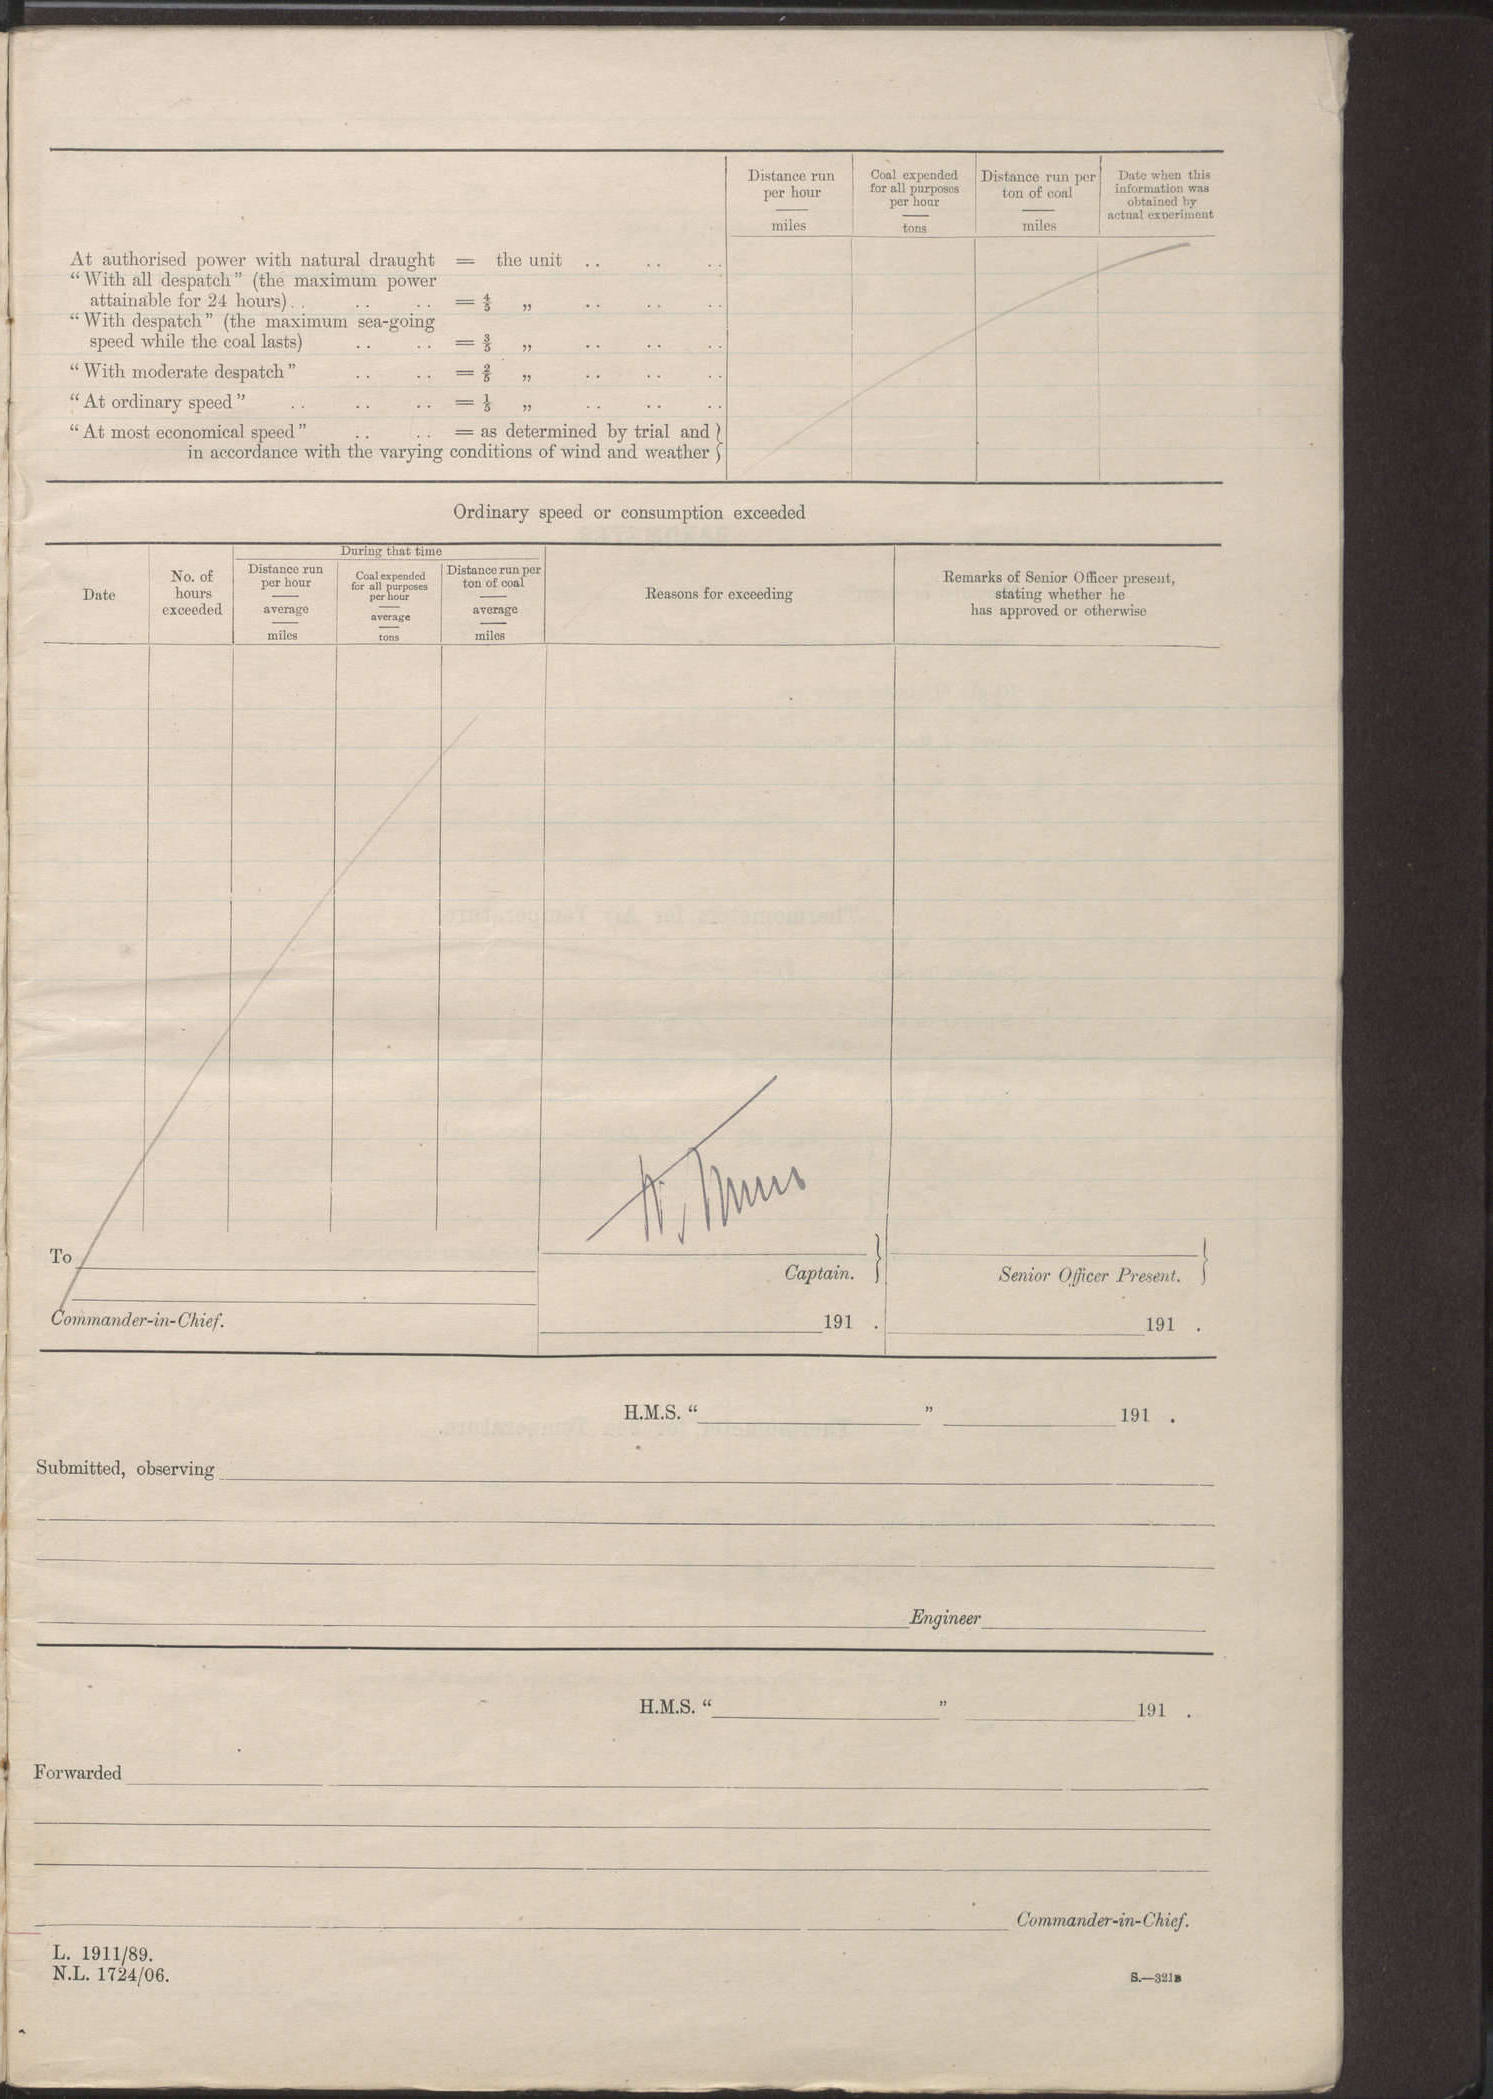 Distance run per hour
miles
Coal expended for all purposes per hour
tons
Distance run per ton of coal
miles
Date when this information was obtained by actual experiment
At authorised power with natural draught = the unit .. .. ..
“With all despatch” (the maximum power
attainable for 24 hours) .. .. .. = 4/5 „ .. .. ..
“With despatch” (the maximum sea-going
speed while the coal lasts) .. .. = 3/5 „ .. .. ..
“With moderate despatch” .. .. = 2/5 „ .. .. ..
“At ordinary speed” .. .. .. = 1/5 „ .. .. ..
“At most economical speed” .. .. = as determined by trial and
in accordance with the varying conditions of wind and weather
Ordinary speed or consumption exceeded
Date
No. of hours exceeded
During that time
Distance run per hour
average
miles
Coal expended for all purposes per hour
average
tons
Distance run per ton of coal
average
miles
Reasons for exceeding
Remarks of Senior Officer present,
stating whether he
has approved or otherwise
To
Captain.
Senior Officer Present.
Commander-in-Chief.
191 .
191 .
H.M.S. “ ” 191 .
Submitted, observing
Engineer
H.M.S. “ ” 191 .
Forwarded
Commander-in-Chief.
L. 1911/89.
N.L. 1724/06.
S.—321B